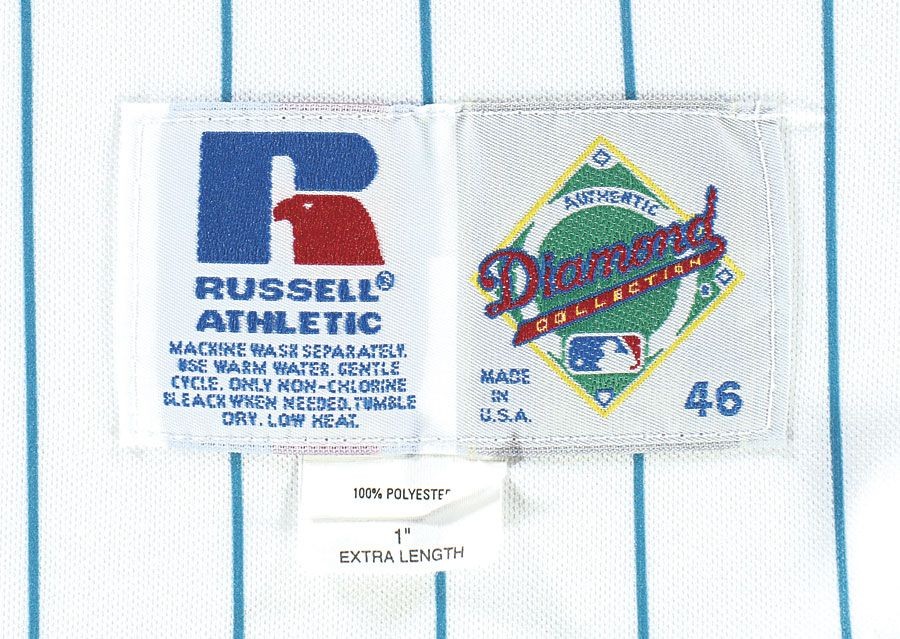 RUSSELL®
ATHLETIC
MACHINE WASH SEPARATELY.
USE WARM WATER. GENTLE
CYCLE. ONLY NON-CHLORINE
BLEACH WHEN NEEDED. TUMBLE
DRY. LOW HEAT.
AUTHENTIC
Diamond
COLLECTION
MADE
IN
U.S.A.
46
100% POLYESTER
1"
EXTRA LENGTH